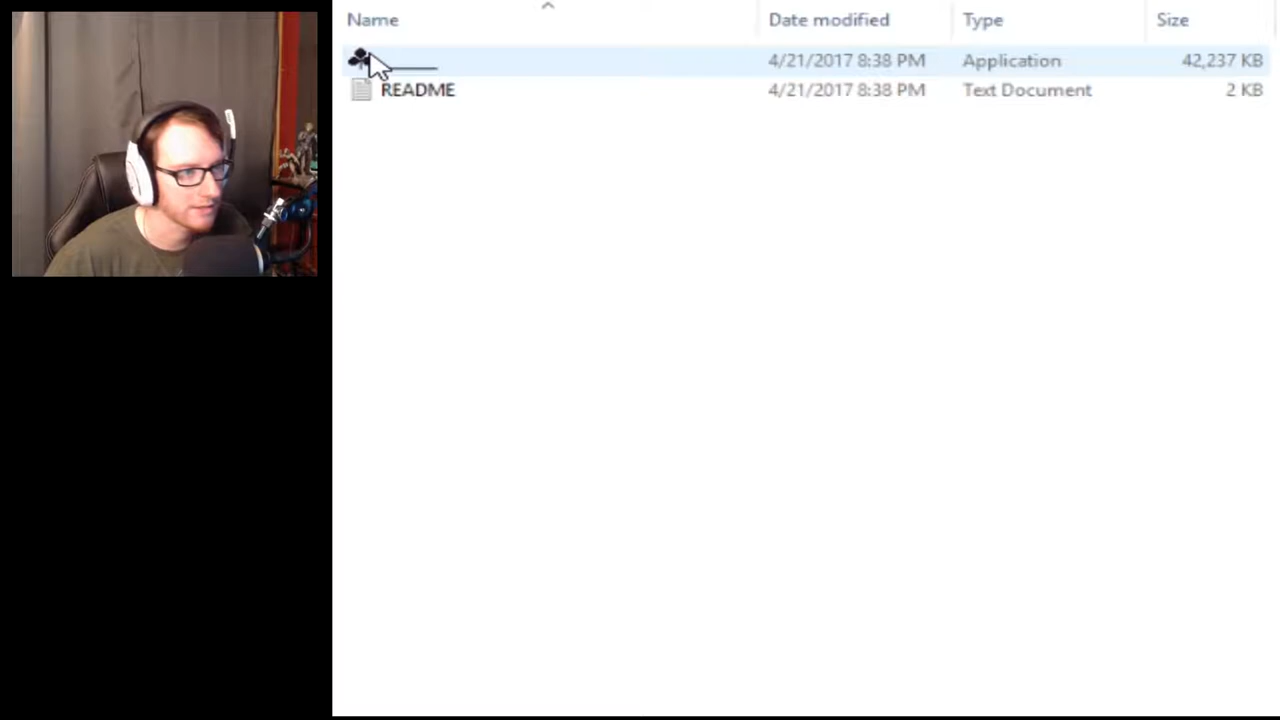 Name Date modified Type Size
______ 4/21/2017 8:38 PM Application 42,237 KB
README 4/21/2017 8:38 PM Text Document 2 KB